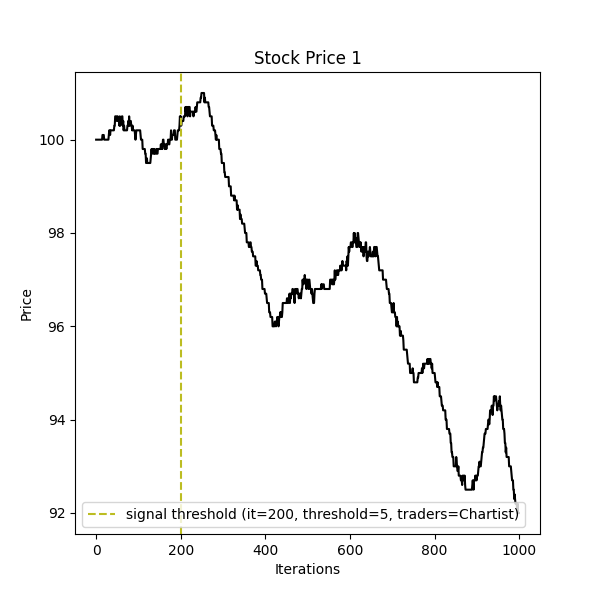 Stock Price 1
Price
100
98
96
94
92
signal threshold (it=200, threshold=5, traders=Chartist)
0 200 400 600 800 1000
Iterations